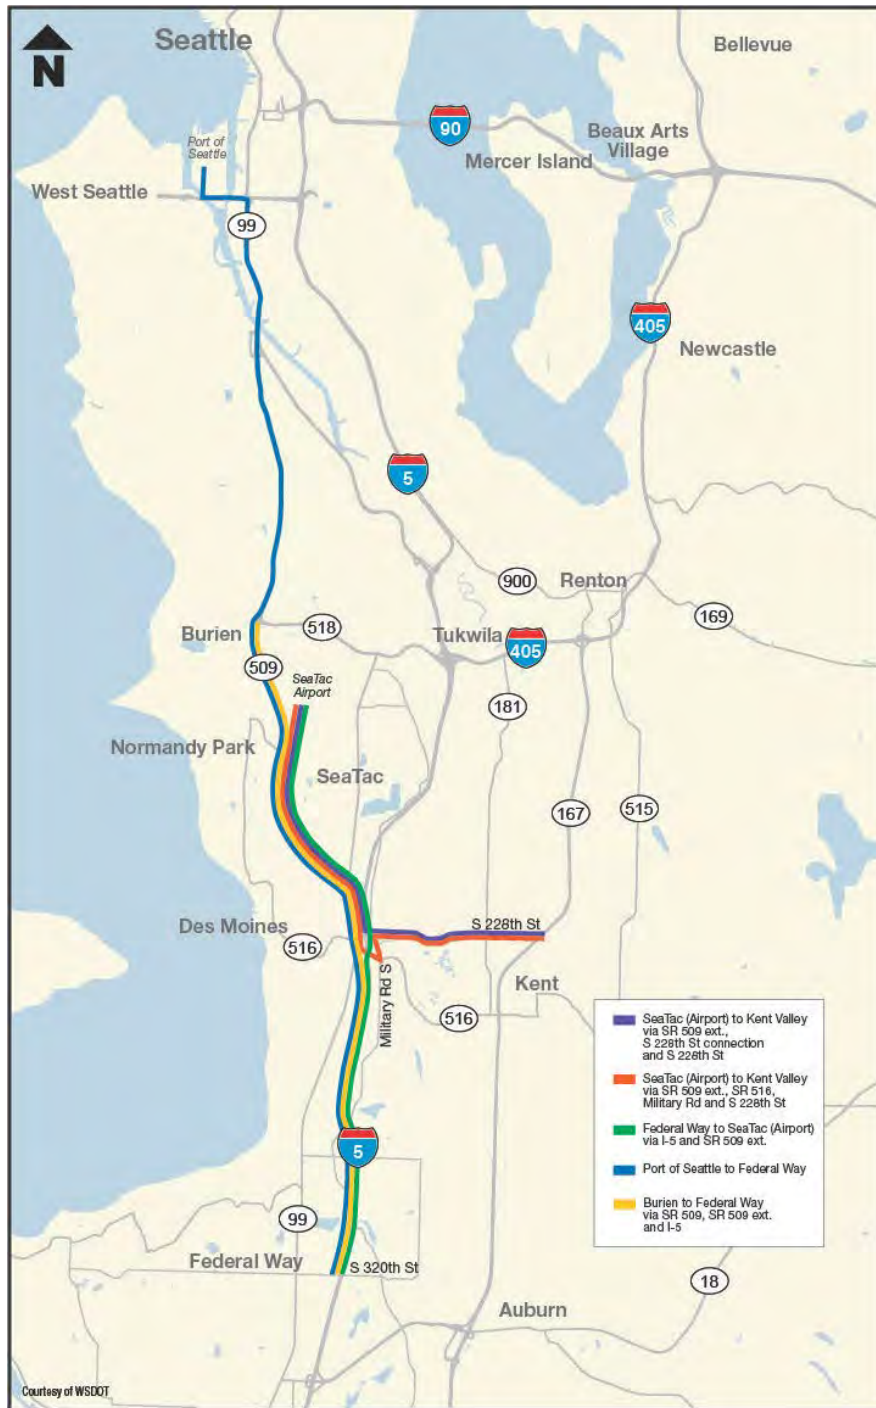 Seattle
Bellevue
N
90
Port of
Seattle
Beaux Arts
Village
Mercer Island
West Seattle
99
405
Newcastle
5
900
Renton
169
Burien
518
Tukwila
405
509
SeaTac
Airport
181
Normandy Park
SeaTac
167
515
Des Moines
S 228th St
516
Military Rd S
Kent
516
SeaTac (Airport) to Kent Valley
via SR 509 ext.,
S 228th St connection
and S 228th St
SeaTac (Airport) to Kent Valley
via SR 509 ext., SR 516,
Military Rd and S 228th St
Federal Way to SeaTac (Airport)
via I-5 and SR 509 ext.
Port of Seattle to Federal Way
Burien to Federal Way
via SR 509, SR 509 ext.
and I-5
5
99
Federal Way
S 320th St
18
Auburn
Courtesy of WSDOT